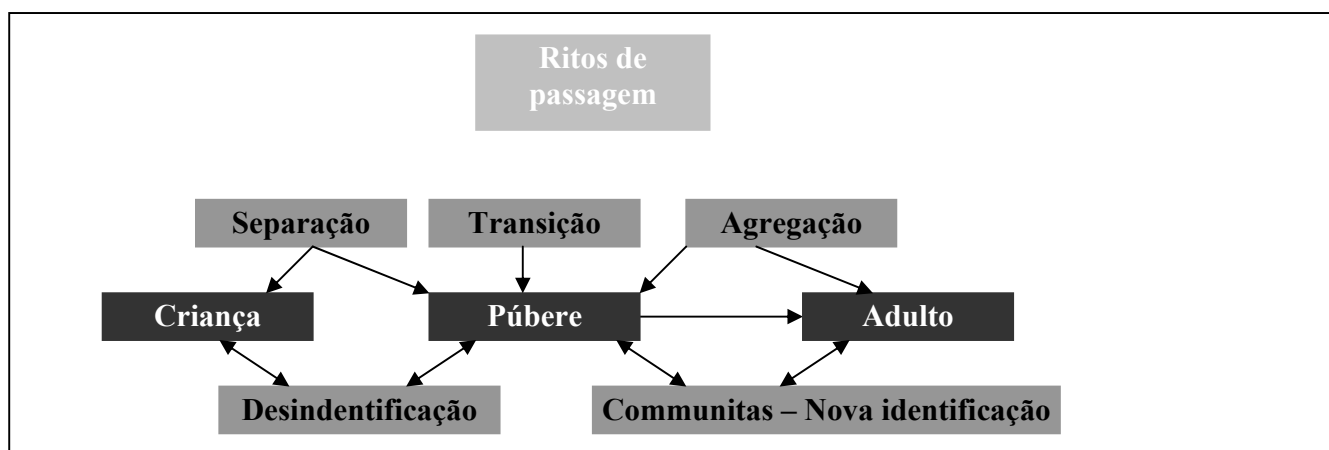 Ritos de
passagem
Separação
Transição
Agregação
Criança
Púbere
Adulto
Desindentificação
Communitas – Nova identificação